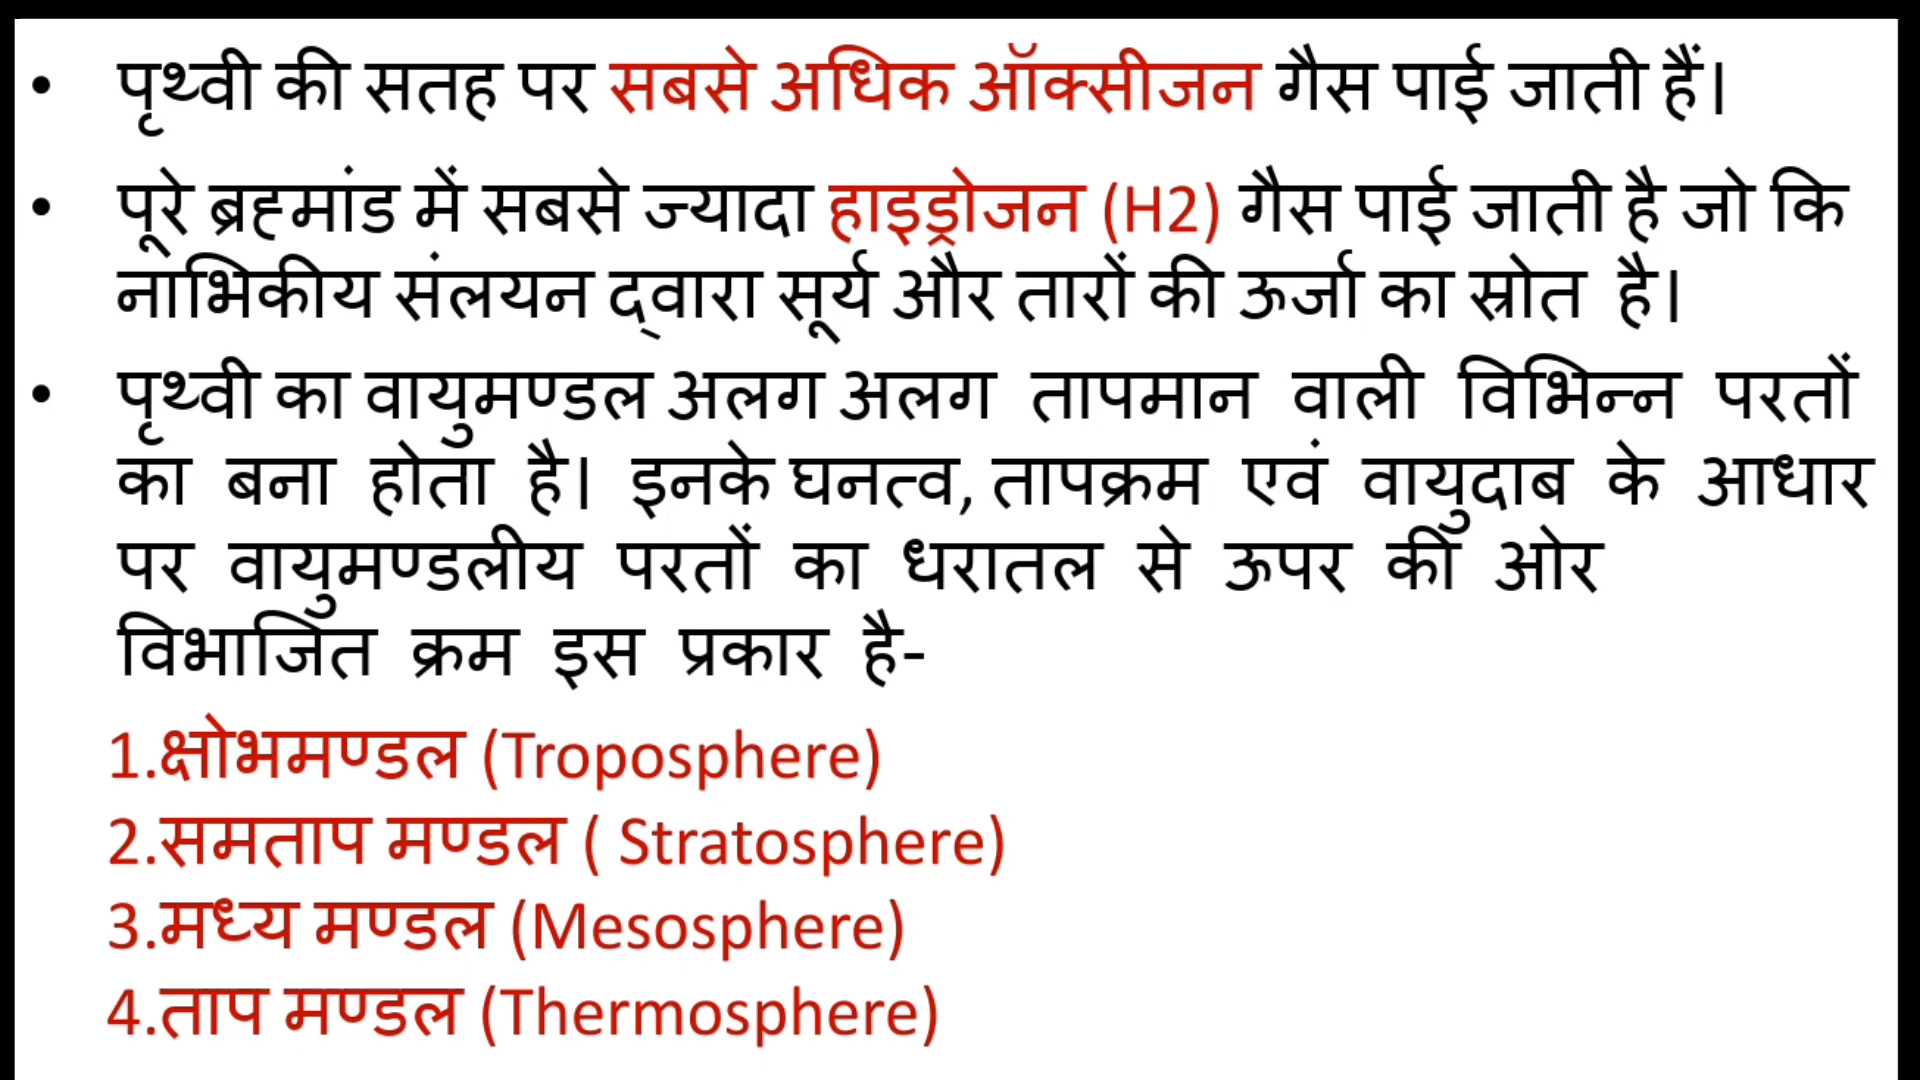 • पृथ्वी की सतह पर सबसे अधिक ऑक्सीजन गैस पाई जाती हैं।
• पूरे ब्रह्मांड में सबसे ज्यादा हाइड्रोजन (H2) गैस पाई जाती है जो कि
नाभिकीय संलयन द्वारा सूर्य और तारों की ऊर्जा का स्रोत है।
• पृथ्वी का वायुमण्डल अलग अलग तापमान वाली विभिन्न परतों
का बना होता है। इनके घनत्व, तापक्रम एवं वायुदाब के आधार
पर वायुमण्डलीय परतों का धरातल से ऊपर की ओर
विभाजित क्रम इस प्रकार है-
1.क्षोभमण्डल (Troposphere)
2.समताप मण्डल ( Stratosphere)
3.मध्य मण्डल (Mesosphere)
4.ताप मण्डल (Thermosphere)